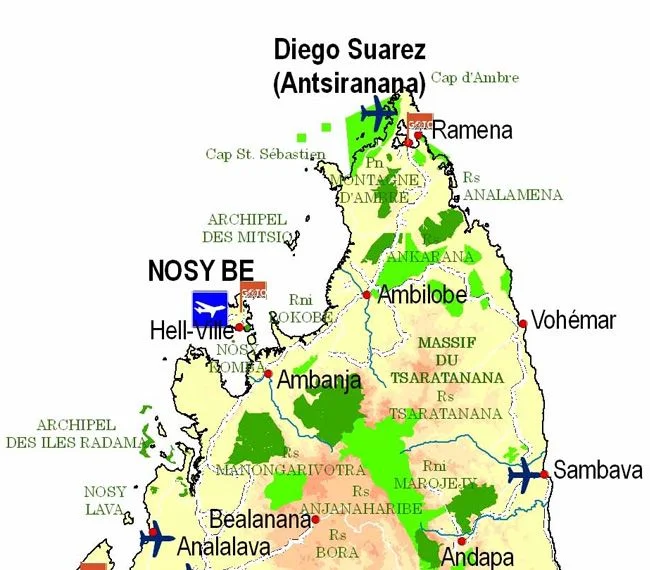 Diego Suarez
(Antsiranana)
Cap d'Ambre
Ramena
Cap St. Sébastien
Pn
MONTAGNE
D'AMBRE
Rs
ANALAMENA
ARCHIPEL
DES MITSIO
Rs
ANKARANA
NOSY BE
Rni
LOKOBE
Ambilobe
Hell-Ville
Vohémar
NOSY
KOMBA
MASSIF
DU
TSARATANANA
Ambanja
Rs
TSARATANANA
ARCHIPEL
DES ILES RADAMA
Rs
MANONGARIVOTRA
Rni
MAROJEJY
Sambava
NOSY
LAVA
Rs
ANJANAHARIBE
Bealanana
Analalava
Rs
BORA
Andapa